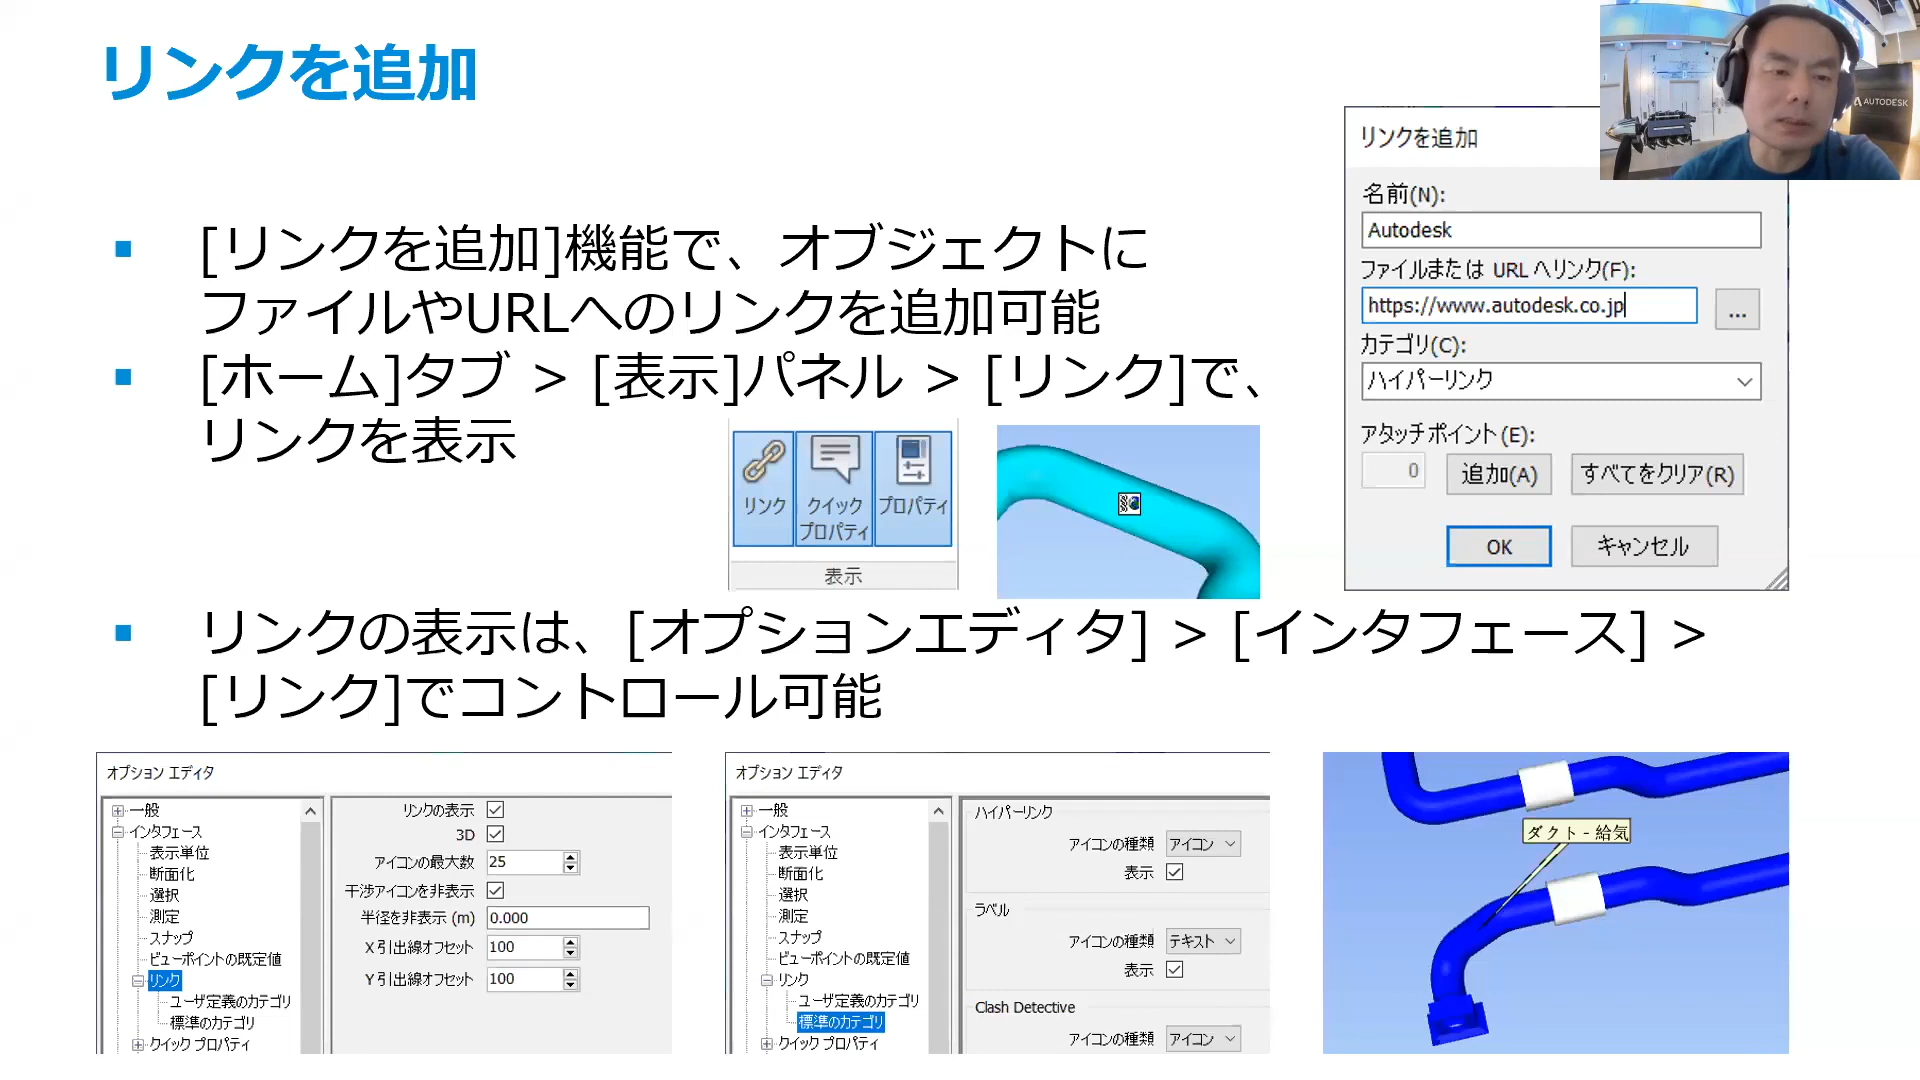 リンクを追加
AUTODESK
[リンクを追加]機能で、オブジェクトに
ファイルやURLへのリンクを追加可能
[ホーム]タブ > [表示]パネル > [リンク]で、
リンクを表示
リンク
クイック
プロパティ
プロパティ
表示
リンクを追加
名前(N):
Autodesk
ファイルまたは URL へリンク(F):
https://www.autodesk.co.jp
...
カテゴリ(C):
ハイパーリンク
アタッチポイント(E):
0
追加(A)
すべてをクリア(R)
OK
キャンセル
リンクの表示は、[オプションエディタ] > [インタフェース] >
[リンク]でコントロール可能
オプション エディタ
一般
インタフェース
表示単位
断面化
選択
測定
スナップ
ビューポイントの既定値
リンク
ユーザ定義のカテゴリ
標準のカテゴリ
クイック プロパティ
リンクの表示
3D
アイコンの最大数 25
干渉アイコンを非表示
半径を非表示 (m) 0.000
X 引出線オフセット 100
Y 引出線オフセット 100
オプション エディタ
一般
インタフェース
表示単位
断面化
選択
測定
スナップ
ビューポイントの既定値
リンク
ユーザ定義のカテゴリ
標準のカテゴリ
クイック プロパティ
ハイパーリンク
アイコンの種類 アイコン
表示
ラベル
アイコンの種類 テキスト
表示
Clash Detective
アイコンの種類 アイコン
ダクト - 給気